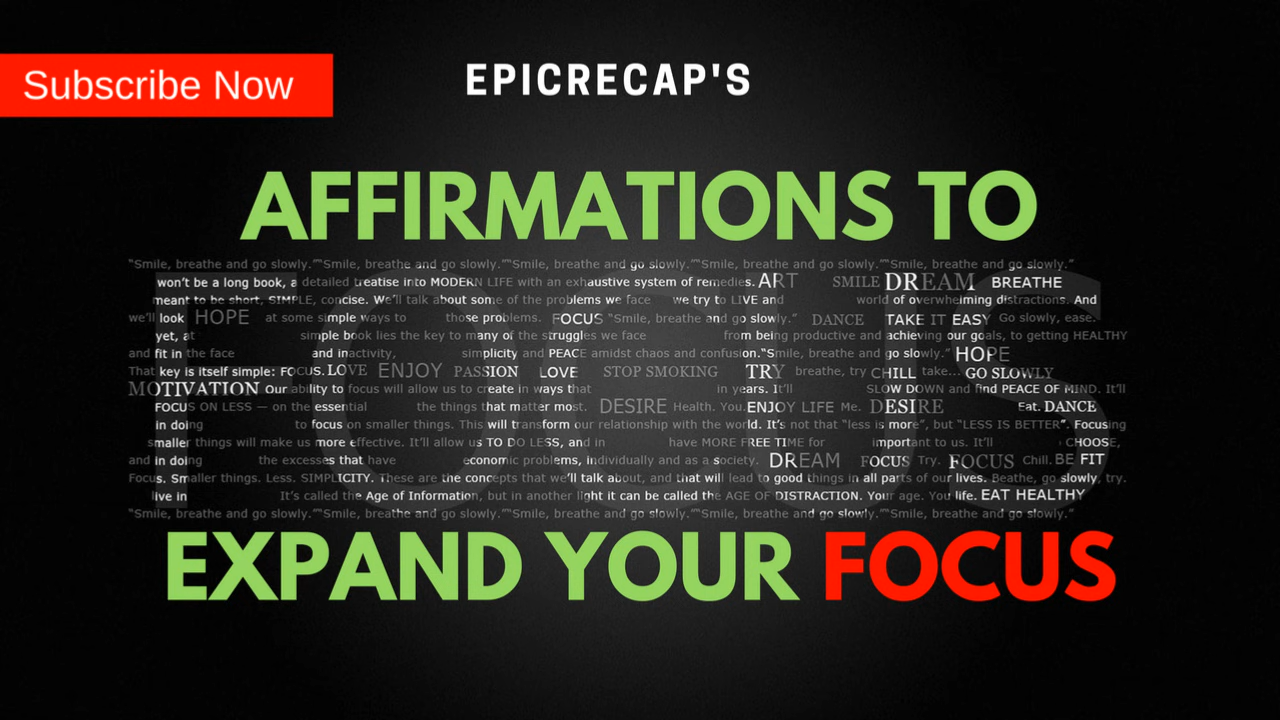 Subscribe Now
EPICRECAP'S
AFFIRMATIONS TO
“Smile, breathe and go slowly.”“Smile, breathe and go slowly.”“Smile, breathe and go slowly.”“Smile, breathe and go slowly.”“Smile, breathe and go slowly.”
won’t be a long book, a detailed treatise into MODERN LIFE with an exhaustive system of remedies. ART SMILE DREAM BREATHE
meant to be short, SIMPLE, concise. We’ll talk about some of the problems we face we try to LIVE and world of overwhelming distractions. And
we’ll look HOPE at some simple ways to those problems. FOCUS “Smile, breathe and go slowly.” DANCE TAKE IT EASY Go slowly, ease.
yet, at simple book lies the key to many of the struggles we face from being productive and achieving our goals, to getting HEALTHY
and fit in the face and inactivity, simplicity and PEACE amidst chaos and confusion.“Smile, breathe and go slowly.” HOPE
That key is itself simple: FOCUS. LOVE ENJOY PASSION LOVE STOP SMOKING TRY breathe, try CHILL take... GO SLOWLY
MOTIVATION Our ability to focus will allow us to create in ways that in years. It’ll SLOW DOWN and find PEACE OF MIND. It’ll
FOCUS ON LESS — on the essential the things that matter most. DESIRE Health. You. ENJOY LIFE Me. DESIRE Eat. DANCE
in doing to focus on smaller things. This will transform our relationship with the world. It’s not that “less is more”, but “LESS IS BETTER”. Focusing
smaller things will make us more effective. It’ll allow us TO DO LESS, and in have MORE FREE TIME for important to us. It’ll CHOOSE,
and in doing the excesses that have economic problems, individually and as a society. DREAM FOCUS Try. FOCUS Chill. BE FIT
Focus. Smaller things. Less. SIMPLICITY. These are the concepts that we’ll talk about, and that will lead to good things in all parts of our lives. Beathe, go slowly, try.
live in It’s called the Age of Information, but in another light it can be called the AGE OF DISTRACTION. Your age. You life. EAT HEALTHY
“Smile, breathe and go slowly.”“Smile, breathe and go slowly.”“Smile, breathe and go slowly.”“Smile, breathe and go slowly.”“Smile, breathe and go slowly.”
FOCUS
EXPAND YOUR FOCUS